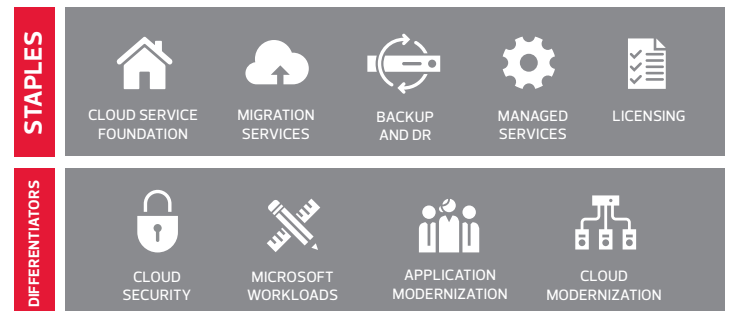 STAPLES
CLOUD SERVICE
FOUNDATION
MIGRATION
SERVICES
BACKUP
AND DR
MANAGED
SERVICES
LICENSING
DIFFERENTIATORS
CLOUD
SECURITY
MICROSOFT
WORKLOADS
APPLICATION
MODERNIZATION
CLOUD
MODERNIZATION